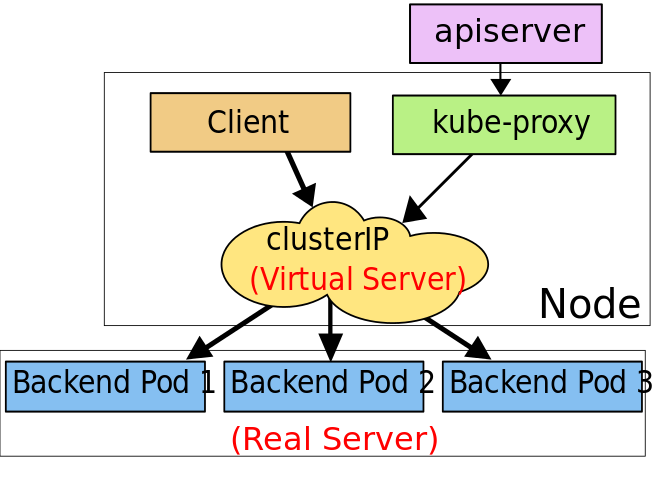 apiserver
Client
kube-proxy
clusterIP
(Virtual Server)
Node
Backend Pod 1
Backend Pod 2
Backend Pod 3
(Real Server)